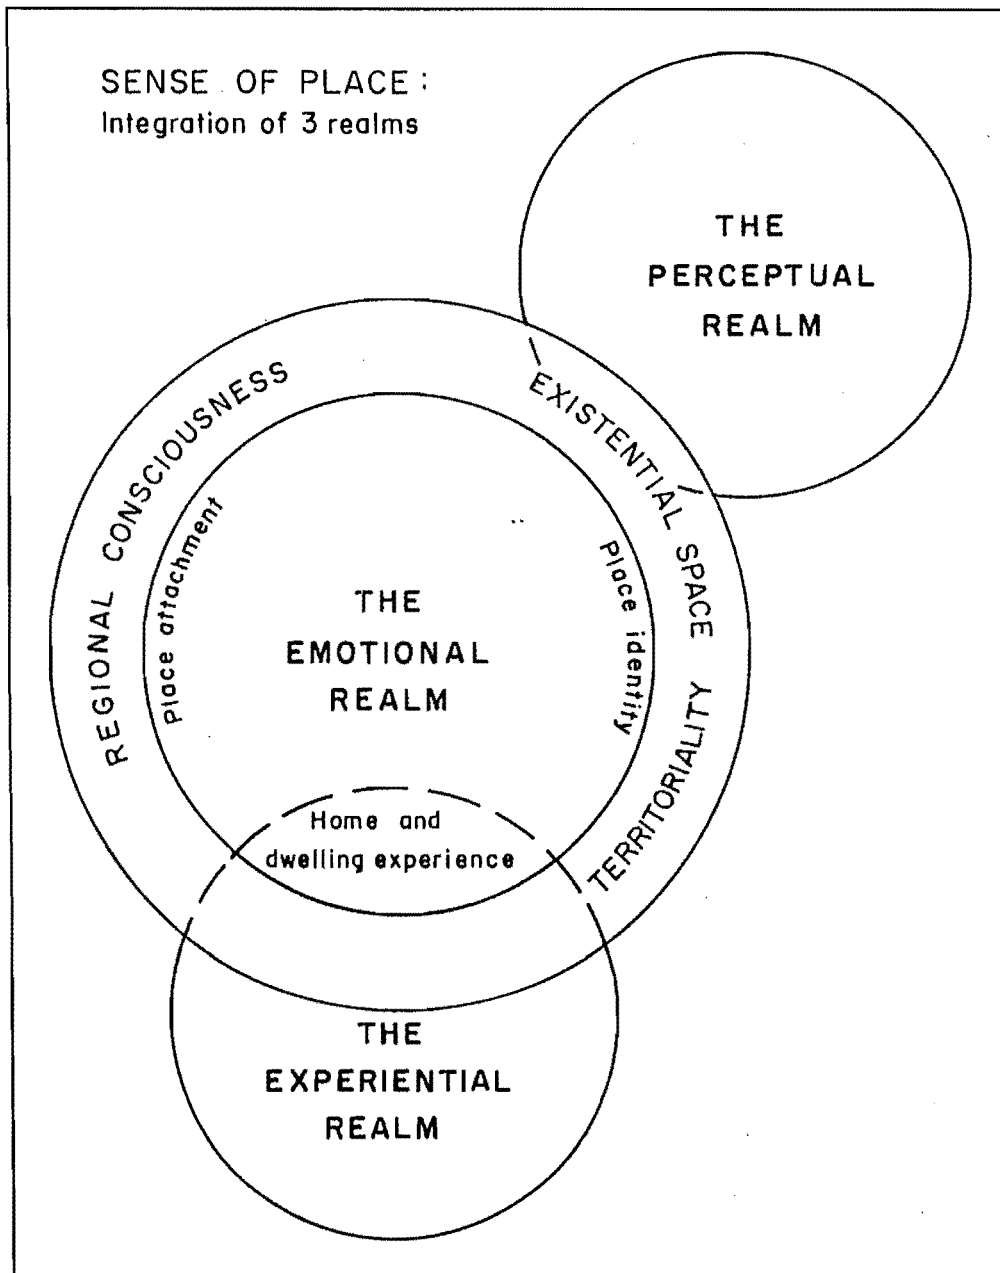 SENSE OF PLACE :
Integration of 3 realms
THE
PERCEPTUAL
REALM
REGIONAL CONSCIOUSNESS
EXISTENTIAL SPACE
TERRITORIALITY
Place attachment
Place identity
THE
EMOTIONAL
REALM
Home and
dwelling experience
THE
EXPERIENTIAL
REALM